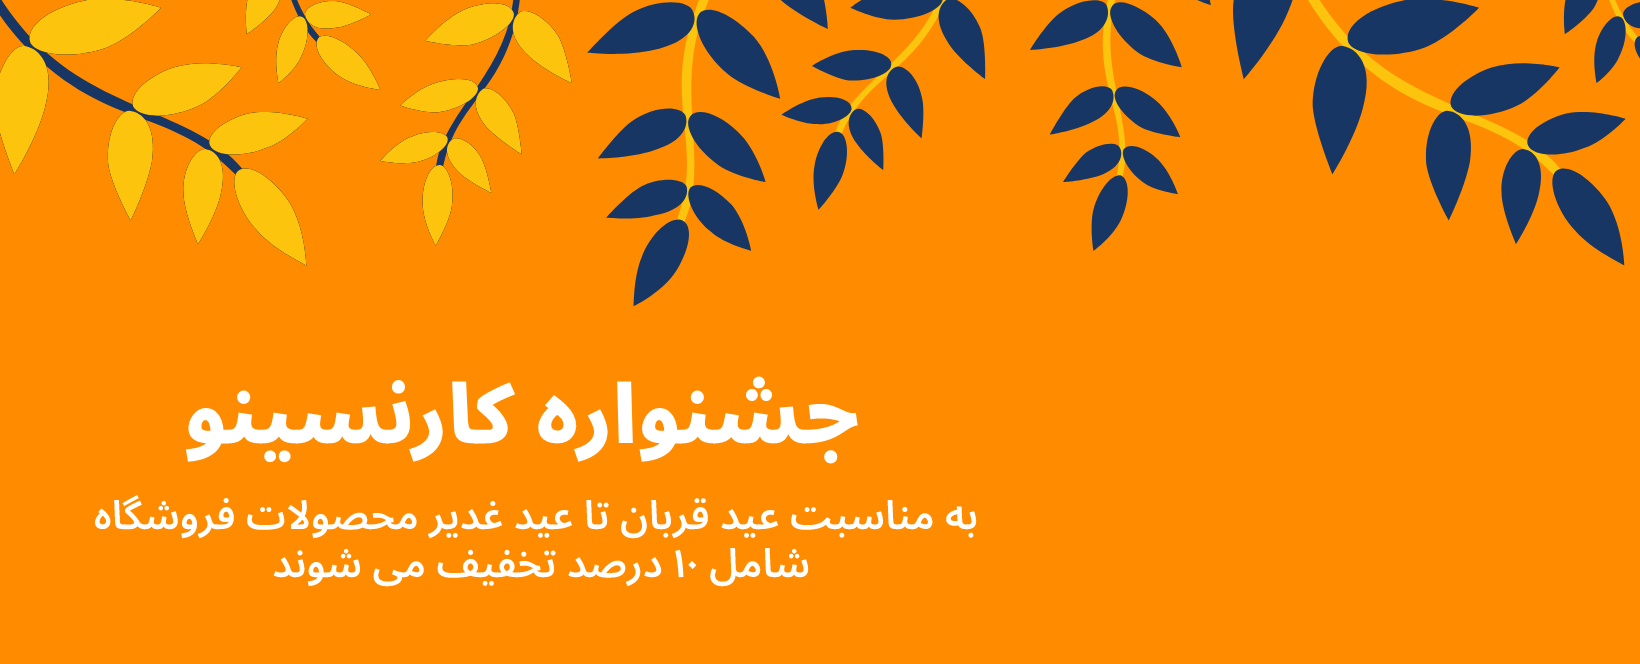 جشنواره کارنسینو
به مناسبت عید قربان تا عید غدیر محصولات فروشگاه
شامل ۱۰ درصد تخفیف می شوند